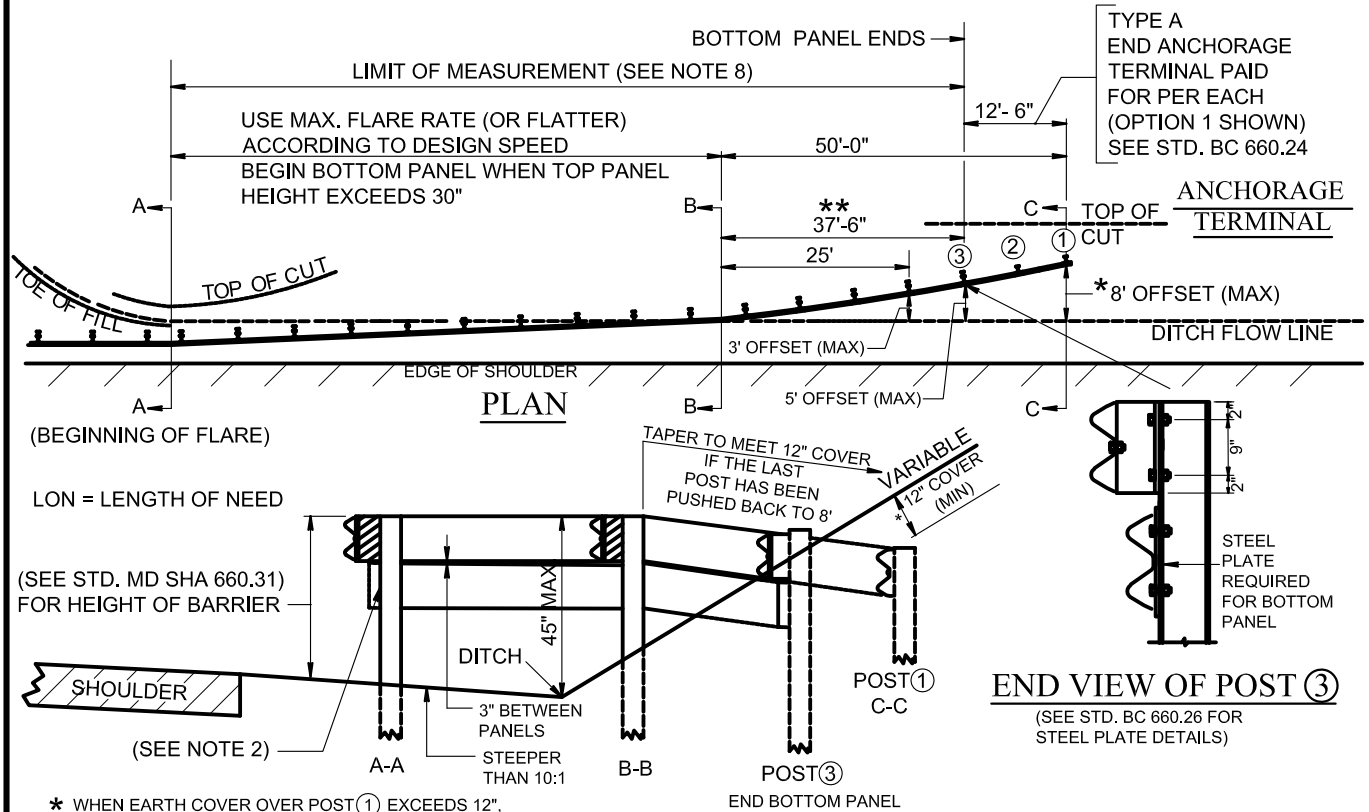 BOTTOM PANEL ENDS
TYPE A
END ANCHORAGE
TERMINAL PAID
FOR PER EACH
(OPTION 1 SHOWN)
SEE STD. BC 660.24
LIMIT OF MEASUREMENT (SEE NOTE 8)
12'- 6"
USE MAX. FLARE RATE (OR FLATTER)
ACCORDING TO DESIGN SPEED
BEGIN BOTTOM PANEL WHEN TOP PANEL
HEIGHT EXCEEDS 30"
50'-0"
ANCHORAGE
TERMINAL
A
B
**
37'-6"
C
TOP OF
CUT
25'
3
2
1
TOE OF FILL
TOP OF CUT
*8' OFFSET (MAX)
DITCH FLOW LINE
3' OFFSET (MAX)
EDGE OF SHOULDER
5' OFFSET (MAX)
A
PLAN
B
C
(BEGINNING OF FLARE)
TAPER TO MEET 12" COVER
IF THE LAST
POST HAS BEEN
PUSHED BACK TO 8'
VARIABLE
* 12" COVER
(MIN)
2"
9"
2"
LON = LENGTH OF NEED
(SEE STD. MD SHA 660.31)
FOR HEIGHT OF BARRIER
45" MAX
STEEL
PLATE
REQUIRED
FOR BOTTOM
PANEL
DITCH
SHOULDER
3" BETWEEN
PANELS
POST 1
C-C
END VIEW OF POST 3
(SEE STD. BC 660.26 FOR
STEEL PLATE DETAILS)
(SEE NOTE 2)
A-A
STEEPER
THAN 10:1
B-B
POST 3
END BOTTOM PANEL
* WHEN EARTH COVER OVER POST 1 EXCEEDS 12",